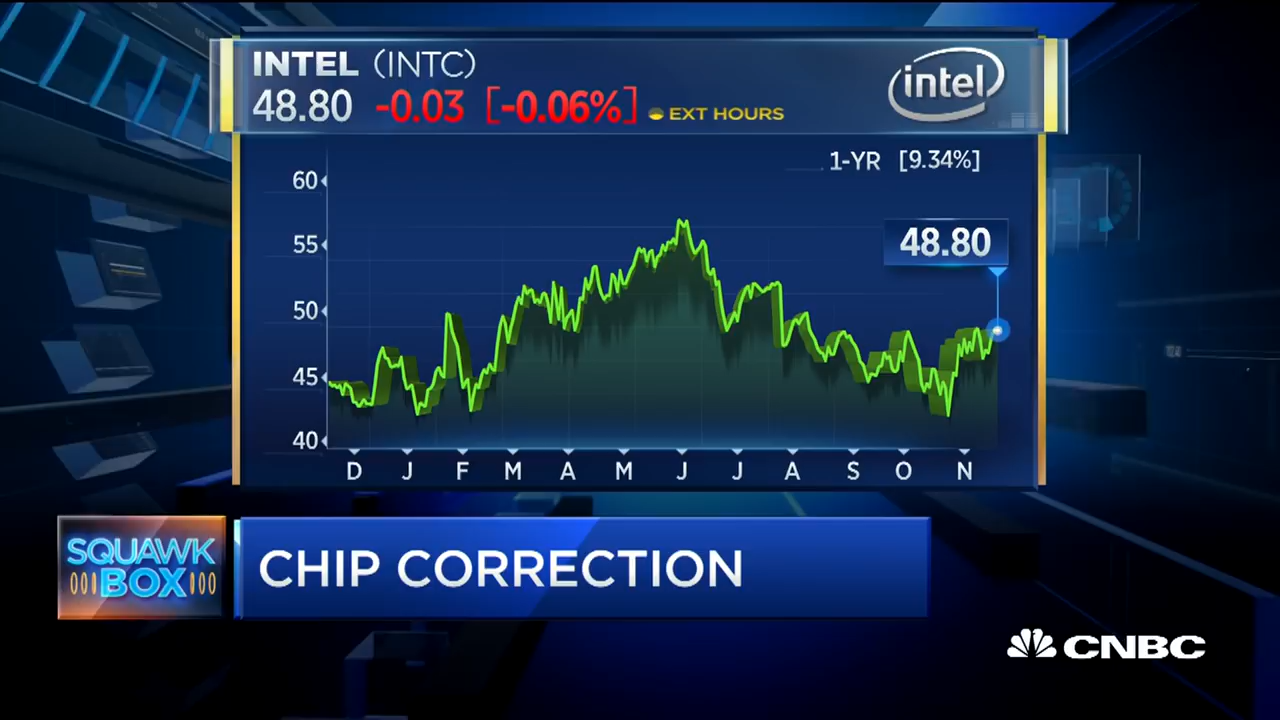 INTEL (INTC)
48.80 -0.03 [-0.06%] EXT HOURS
intel
1-YR [9.34%]
60
55
50
45
40
48.80
D J F M A M J J A S O N
SQUAWK
BOX
CHIP CORRECTION
CNBC